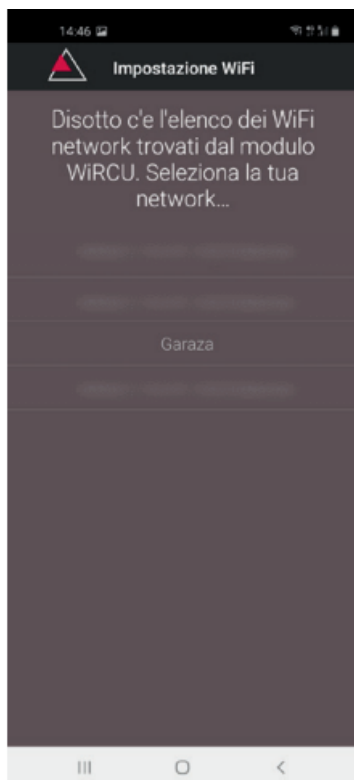 14:46
Impostazione WiFi
Disotto c'e l'elenco dei WiFi
network trovati dal modulo
WiRCU. Seleziona la tua
network...
Garaza